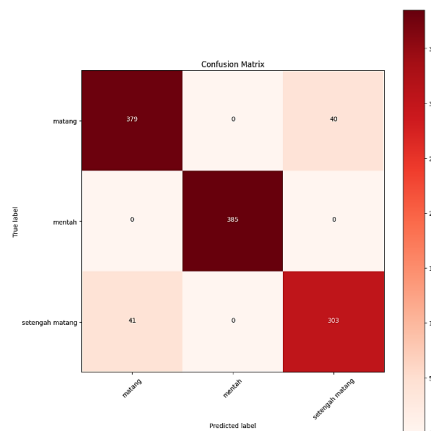 Confusion Matrix
matang
379
0
40
mentah
0
385
0
setengah matang
41
0
303
matang
mentah
setengah matang
True label
Predicted label